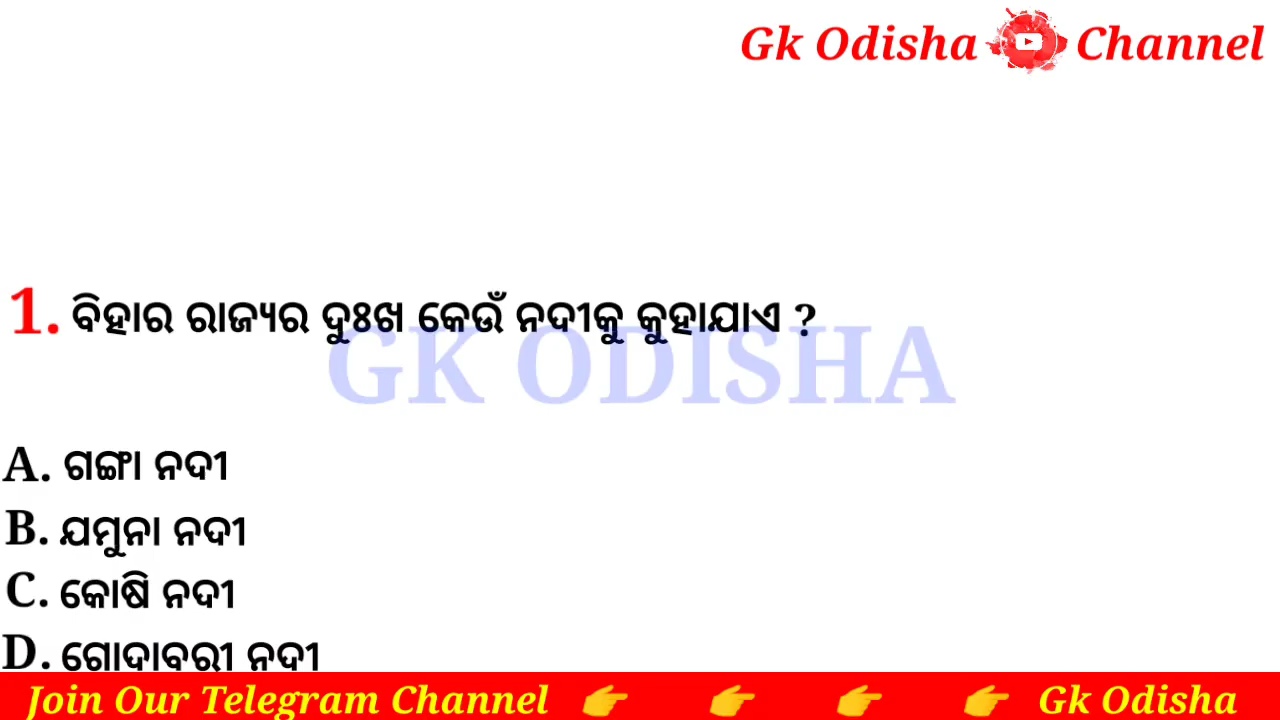 Gk Odisha Channel
1. ବିହାର ରାଜ୍ୟର ଦୁଃଖ କେଉଁ ନଦୀକୁ କୁହାଯାଏ ?
GK ODISHA
A. ଗଙ୍ଗା ନଦୀ
B. ଯମୁନା ନଦୀ
C. କୋଷି ନଦୀ
D. ଗୋଦାବରୀ ନଦୀ
Join Our Telegram Channel 👉 👉 👉 👉 Gk Odisha